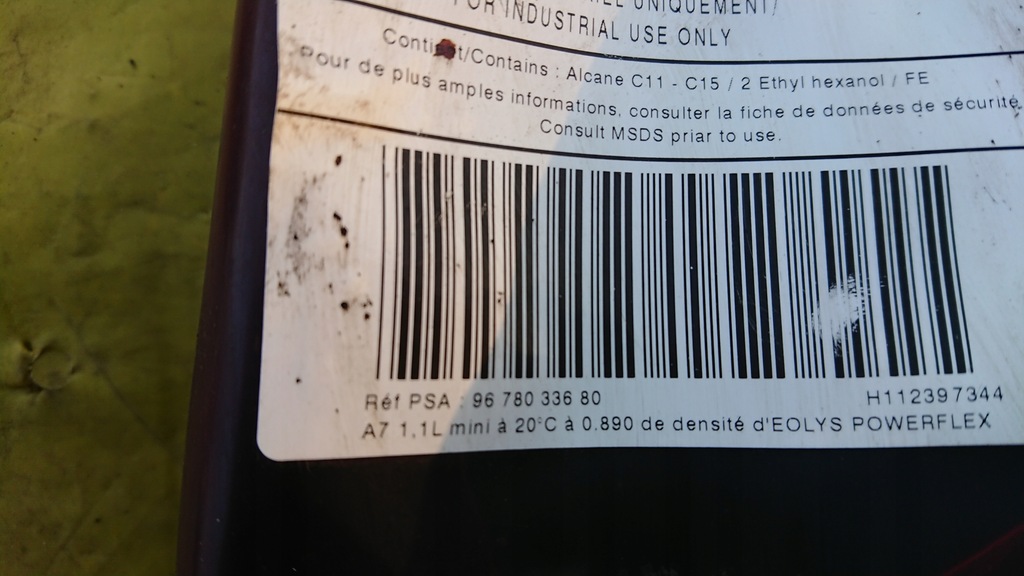 UNIQUEMENT/
FOR INDUSTRIAL USE ONLY
Contient/Contains : Alcane C11 - C15 / 2 Ethyl hexanol / FE
Pour de plus amples informations, consulter la fiche de données de sécurité.
Consult MSDS priar to use.
Réf PSA : 96 780 336 80 H112397344
A7 1,1L mini à 20°C à 0.890 de densité d'EOLYS POWERFLEX